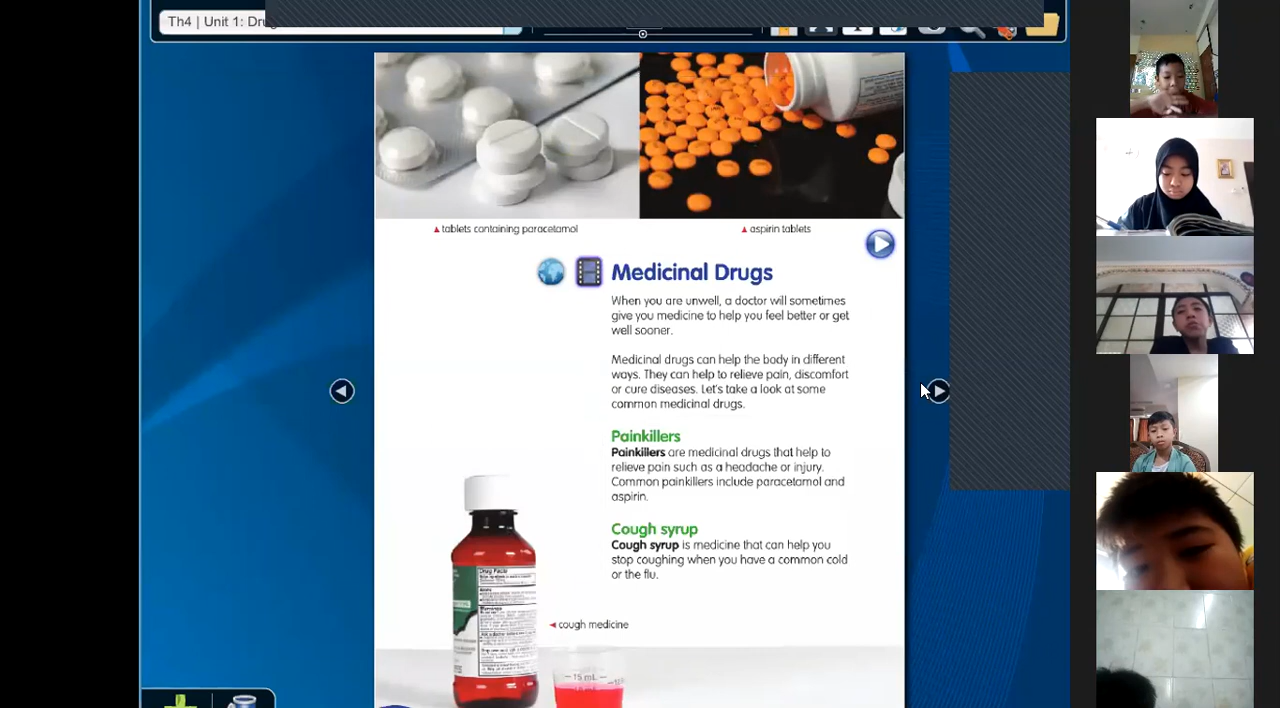 Th4 | Unit 1: Dru
tablets containing paracetamol
aspirin tablets
Medicinal Drugs
When you are unwell, a doctor will sometimes
give you medicine to help you feel better or get
well sooner.
Medicinal drugs can help the body in different
ways. They can help to relieve pain, discomfort
or cure diseases. Let's take a look at some
common medicinal drugs.
Painkillers
Painkillers are medicinal drugs that help to
relieve pain such as a headache or injury.
Common painkillers include paracetamol and
aspirin.
Cough syrup
Cough syrup is medicine that can help you
stop coughing when you have a common cold
or the flu.
Drug Facts
Warnings
cough medicine
15 mL